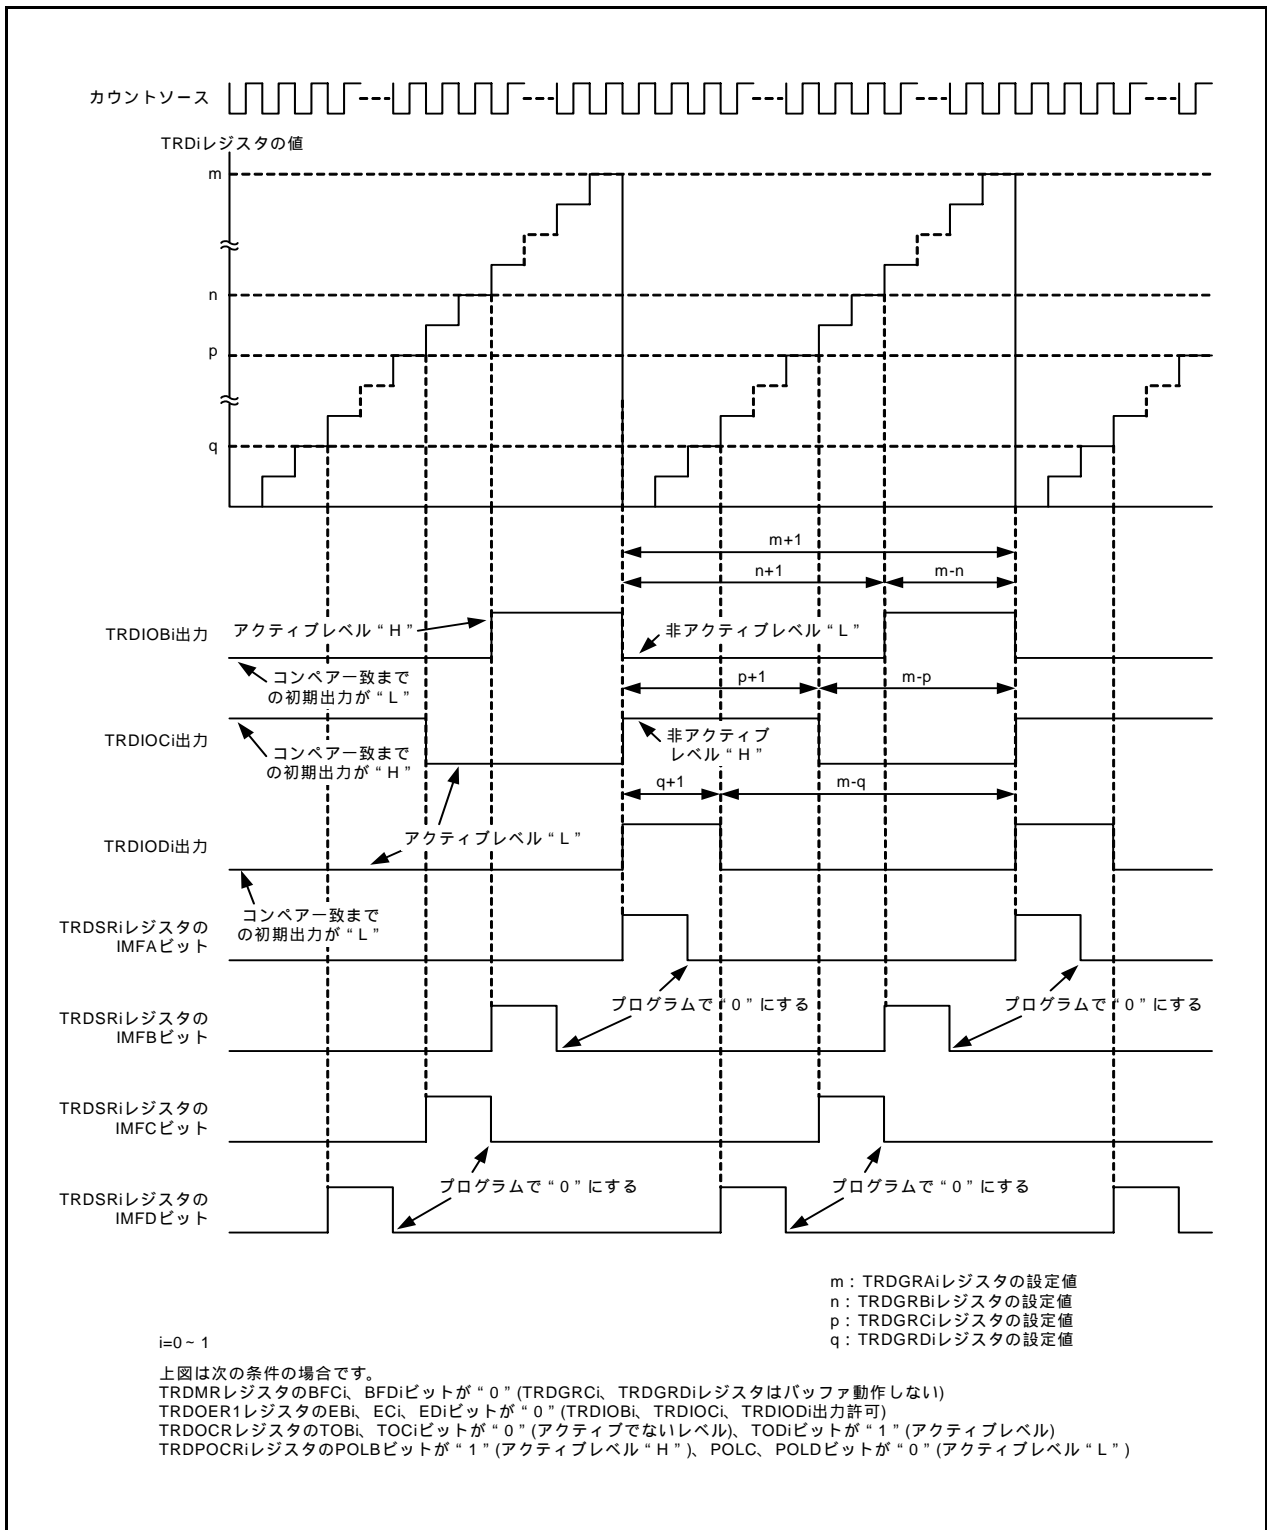 カウントソース
TRDiレジスタの値
m
n
p
q
m+1
n+1
m-n
TRDIOBi出力
アクティブレベル“H”
非アクティブレベル“L”
コンペア一致まで
の初期出力が“L”
p+1
m-p
TRDIOCi出力
コンペア一致まで
の初期出力が“H”
非アクティブ
レベル“H”
q+1
m-q
アクティブレベル“L”
TRDIODi出力
コンペア一致まで
の初期出力が“L”
TRDSRiレジスタの
IMFAビット
プログラムで“0”にする
プログラムで“0”にする
TRDSRiレジスタの
IMFBビット
TRDSRiレジスタの
IMFCビット
プログラムで“0”にする
プログラムで“0”にする
TRDSRiレジスタの
IMFDビット
m：TRDGRAiレジスタの設定値
n：TRDGRBiレジスタの設定値
p：TRDGRCiレジスタの設定値
q：TRDGRDiレジスタの設定値
i=0～1
上図は次の条件の場合です。
TRDMRレジスタのBFCi、BFDiビットが“0”(TRDGRCi、TRDGRDiレジスタはバッファ動作しない)
TRDOER1レジスタのEBi、ECi、EDiビットが“0”(TRDIOBi、TRDIOCi、TRDIODi出力許可)
TRDOCRレジスタのTOBi、TOCiビットが“0”(アクティブでないレベル)、TODiビットが“1”(アクティブレベル)
TRDPOCRiレジスタのPOLBビットが“1”(アクティブレベル“H”)、POLC、POLDビットが“0”(アクティブレベル“L”)